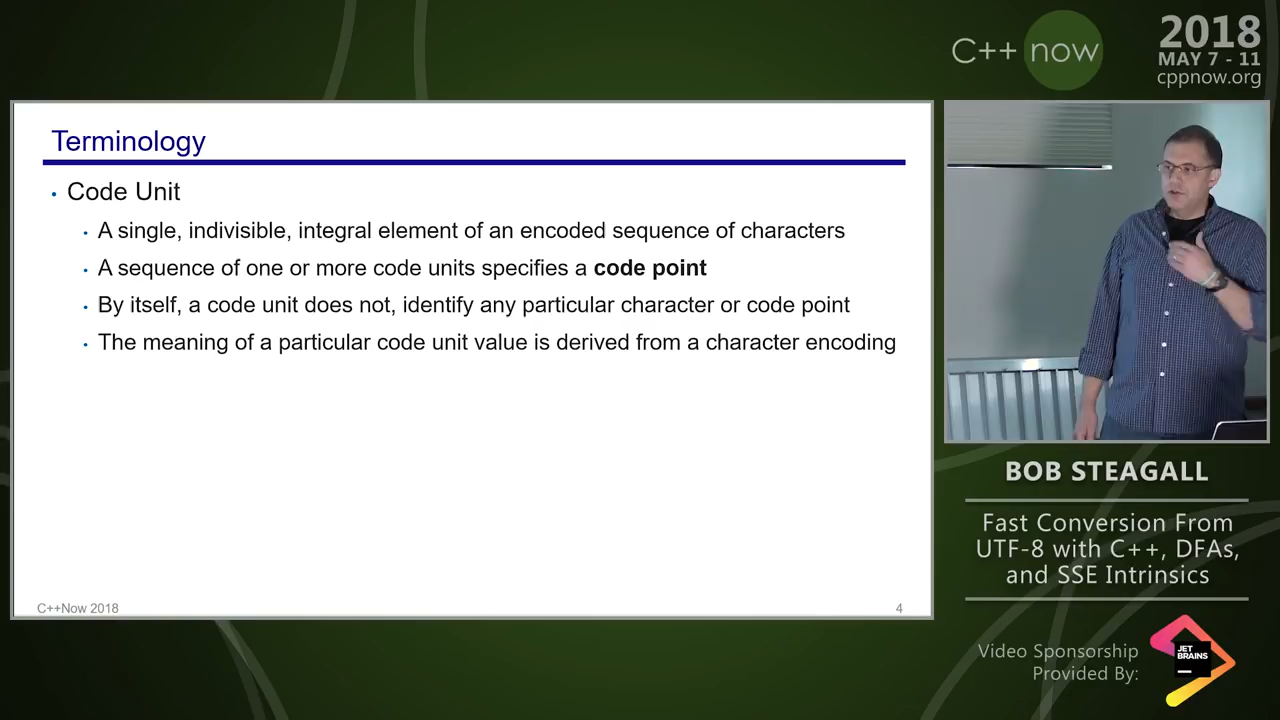 C++ now
2018
MAY 7 - 11
cppnow.org
Terminology
• Code Unit
• A single, indivisible, integral element of an encoded sequence of characters
• A sequence of one or more code units specifies a code point
• By itself, a code unit does not, identify any particular character or code point
• The meaning of a particular code unit value is derived from a character encoding
C++Now 2018
4
BOB STEAGALL
Fast Conversion From
UTF-8 with C++, DFAs,
and SSE Intrinsics
Video Sponsorship
Provided By:
JET
BRAINS